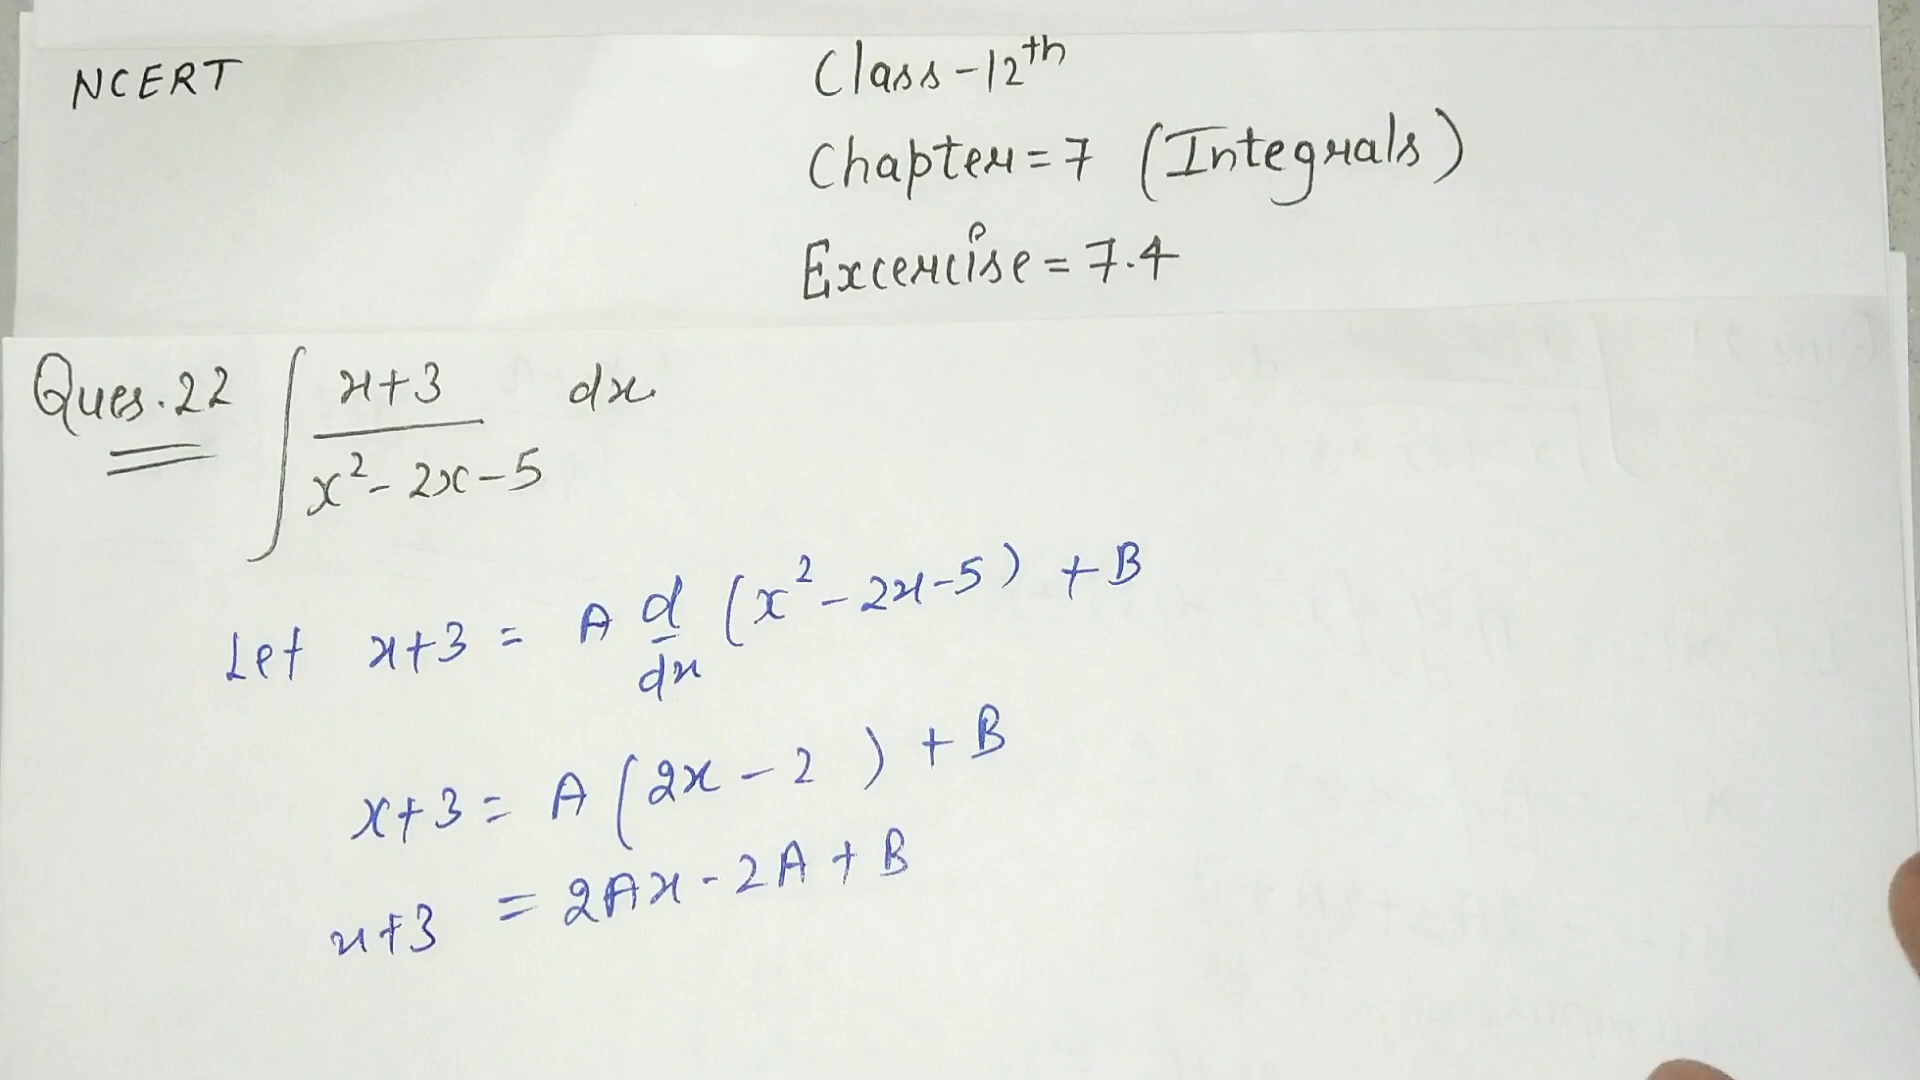 NCERT
Class-12th
Chapter=7 (Integrals)
Excercise=7.4
Ques.22 ∫ x+3 / x²-2x-5 dx
Let x+3 = A d/dx (x²-2x-5) + B
x+3 = A(2x-2) + B
x+3 = 2Ax-2A+B